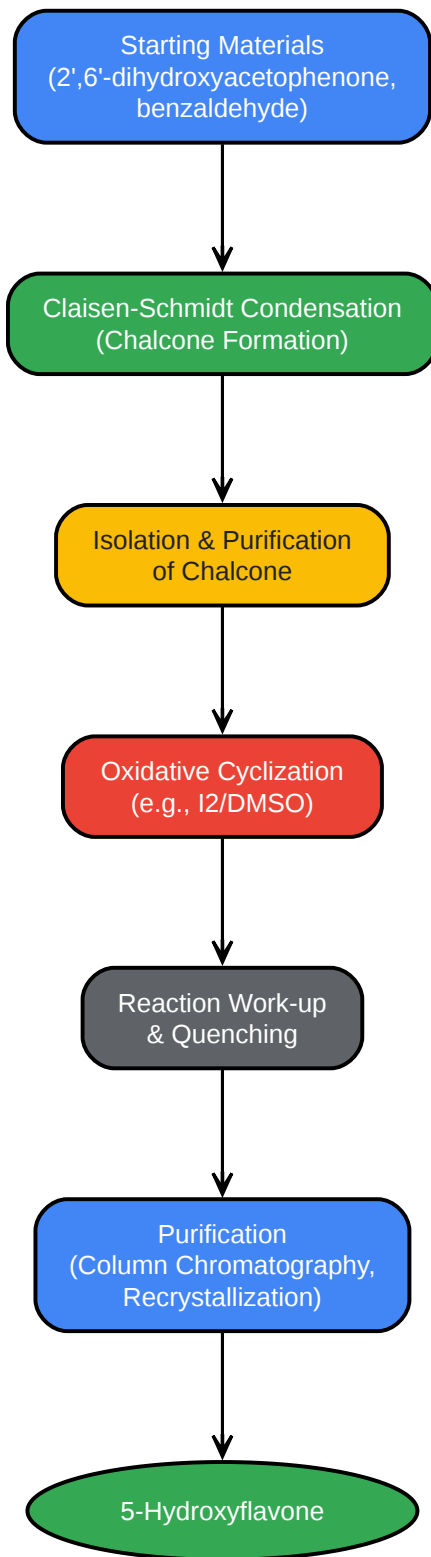 Starting Materials
(2',6'-dihydroxyacetophenone,
benzaldehyde)
Claisen-Schmidt Condensation
(Chalcone Formation)
Isolation & Purification
of Chalcone
Oxidative Cyclization
(e.g., I2/DMSO)
Reaction Work-up
& Quenching
Purification
(Column Chromatography,
Recrystallization)
5-Hydroxyflavone